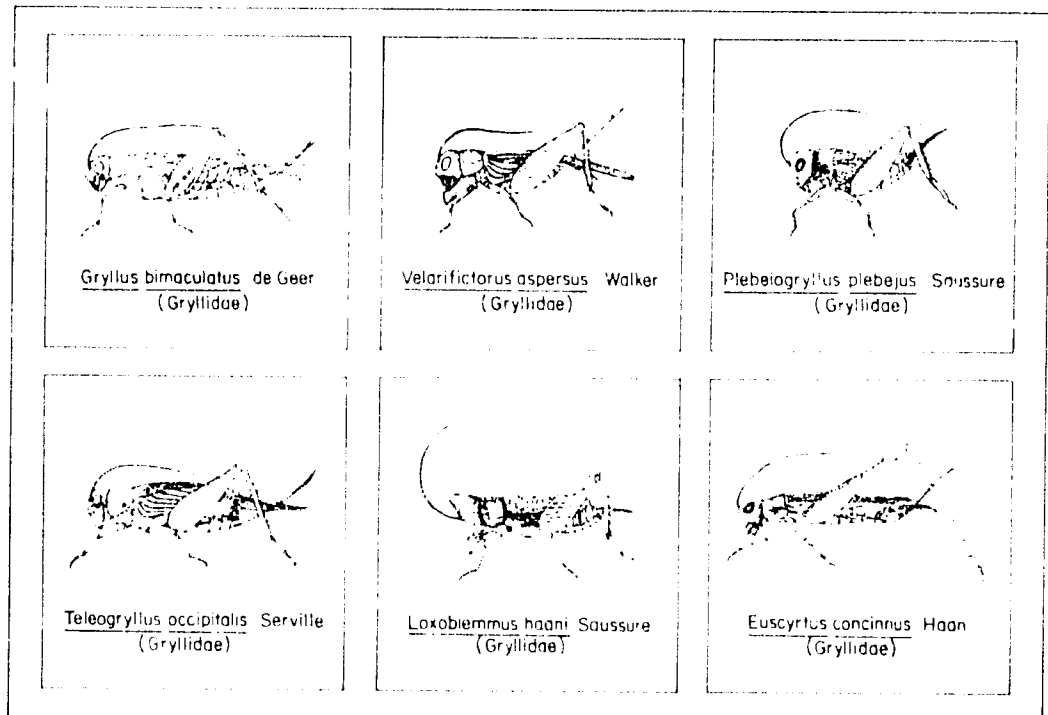 Gryllus bimaculatus de Geer
(Gryllidae)
Velarifictorus aspersus Walker
(Gryllidae)
Plebeiogryllus plebejus Saussure
(Gryllidae)
Teleogryllus occipitalis Serville
(Gryllidae)
Loxoblemmus haani Saussure
(Gryllidae)
Euscyrtus concinnus Haan
(Gryllidae)